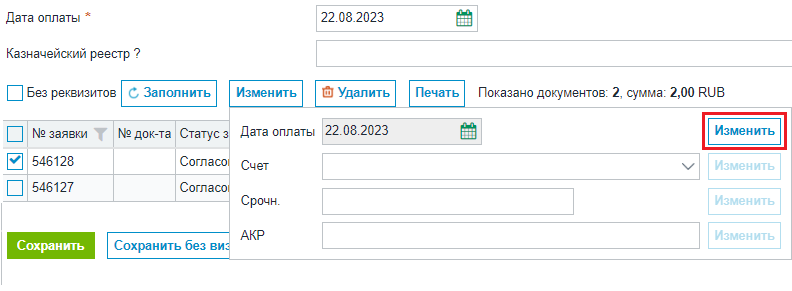 Дата оплаты * 22.08.2023
Казначейский реестр ?
Без реквизитов Заполнить Изменить Удалить Печать Показано документов: 2, сумма: 2,00 RUB
Дата оплаты 22.08.2023 Изменить
№ заявки № док-та Статус з
546128 Согласо
Счет Изменить
546127 Согласо
Срочн. Изменить
АКР Изменить
Сохранить Сохранить без виз